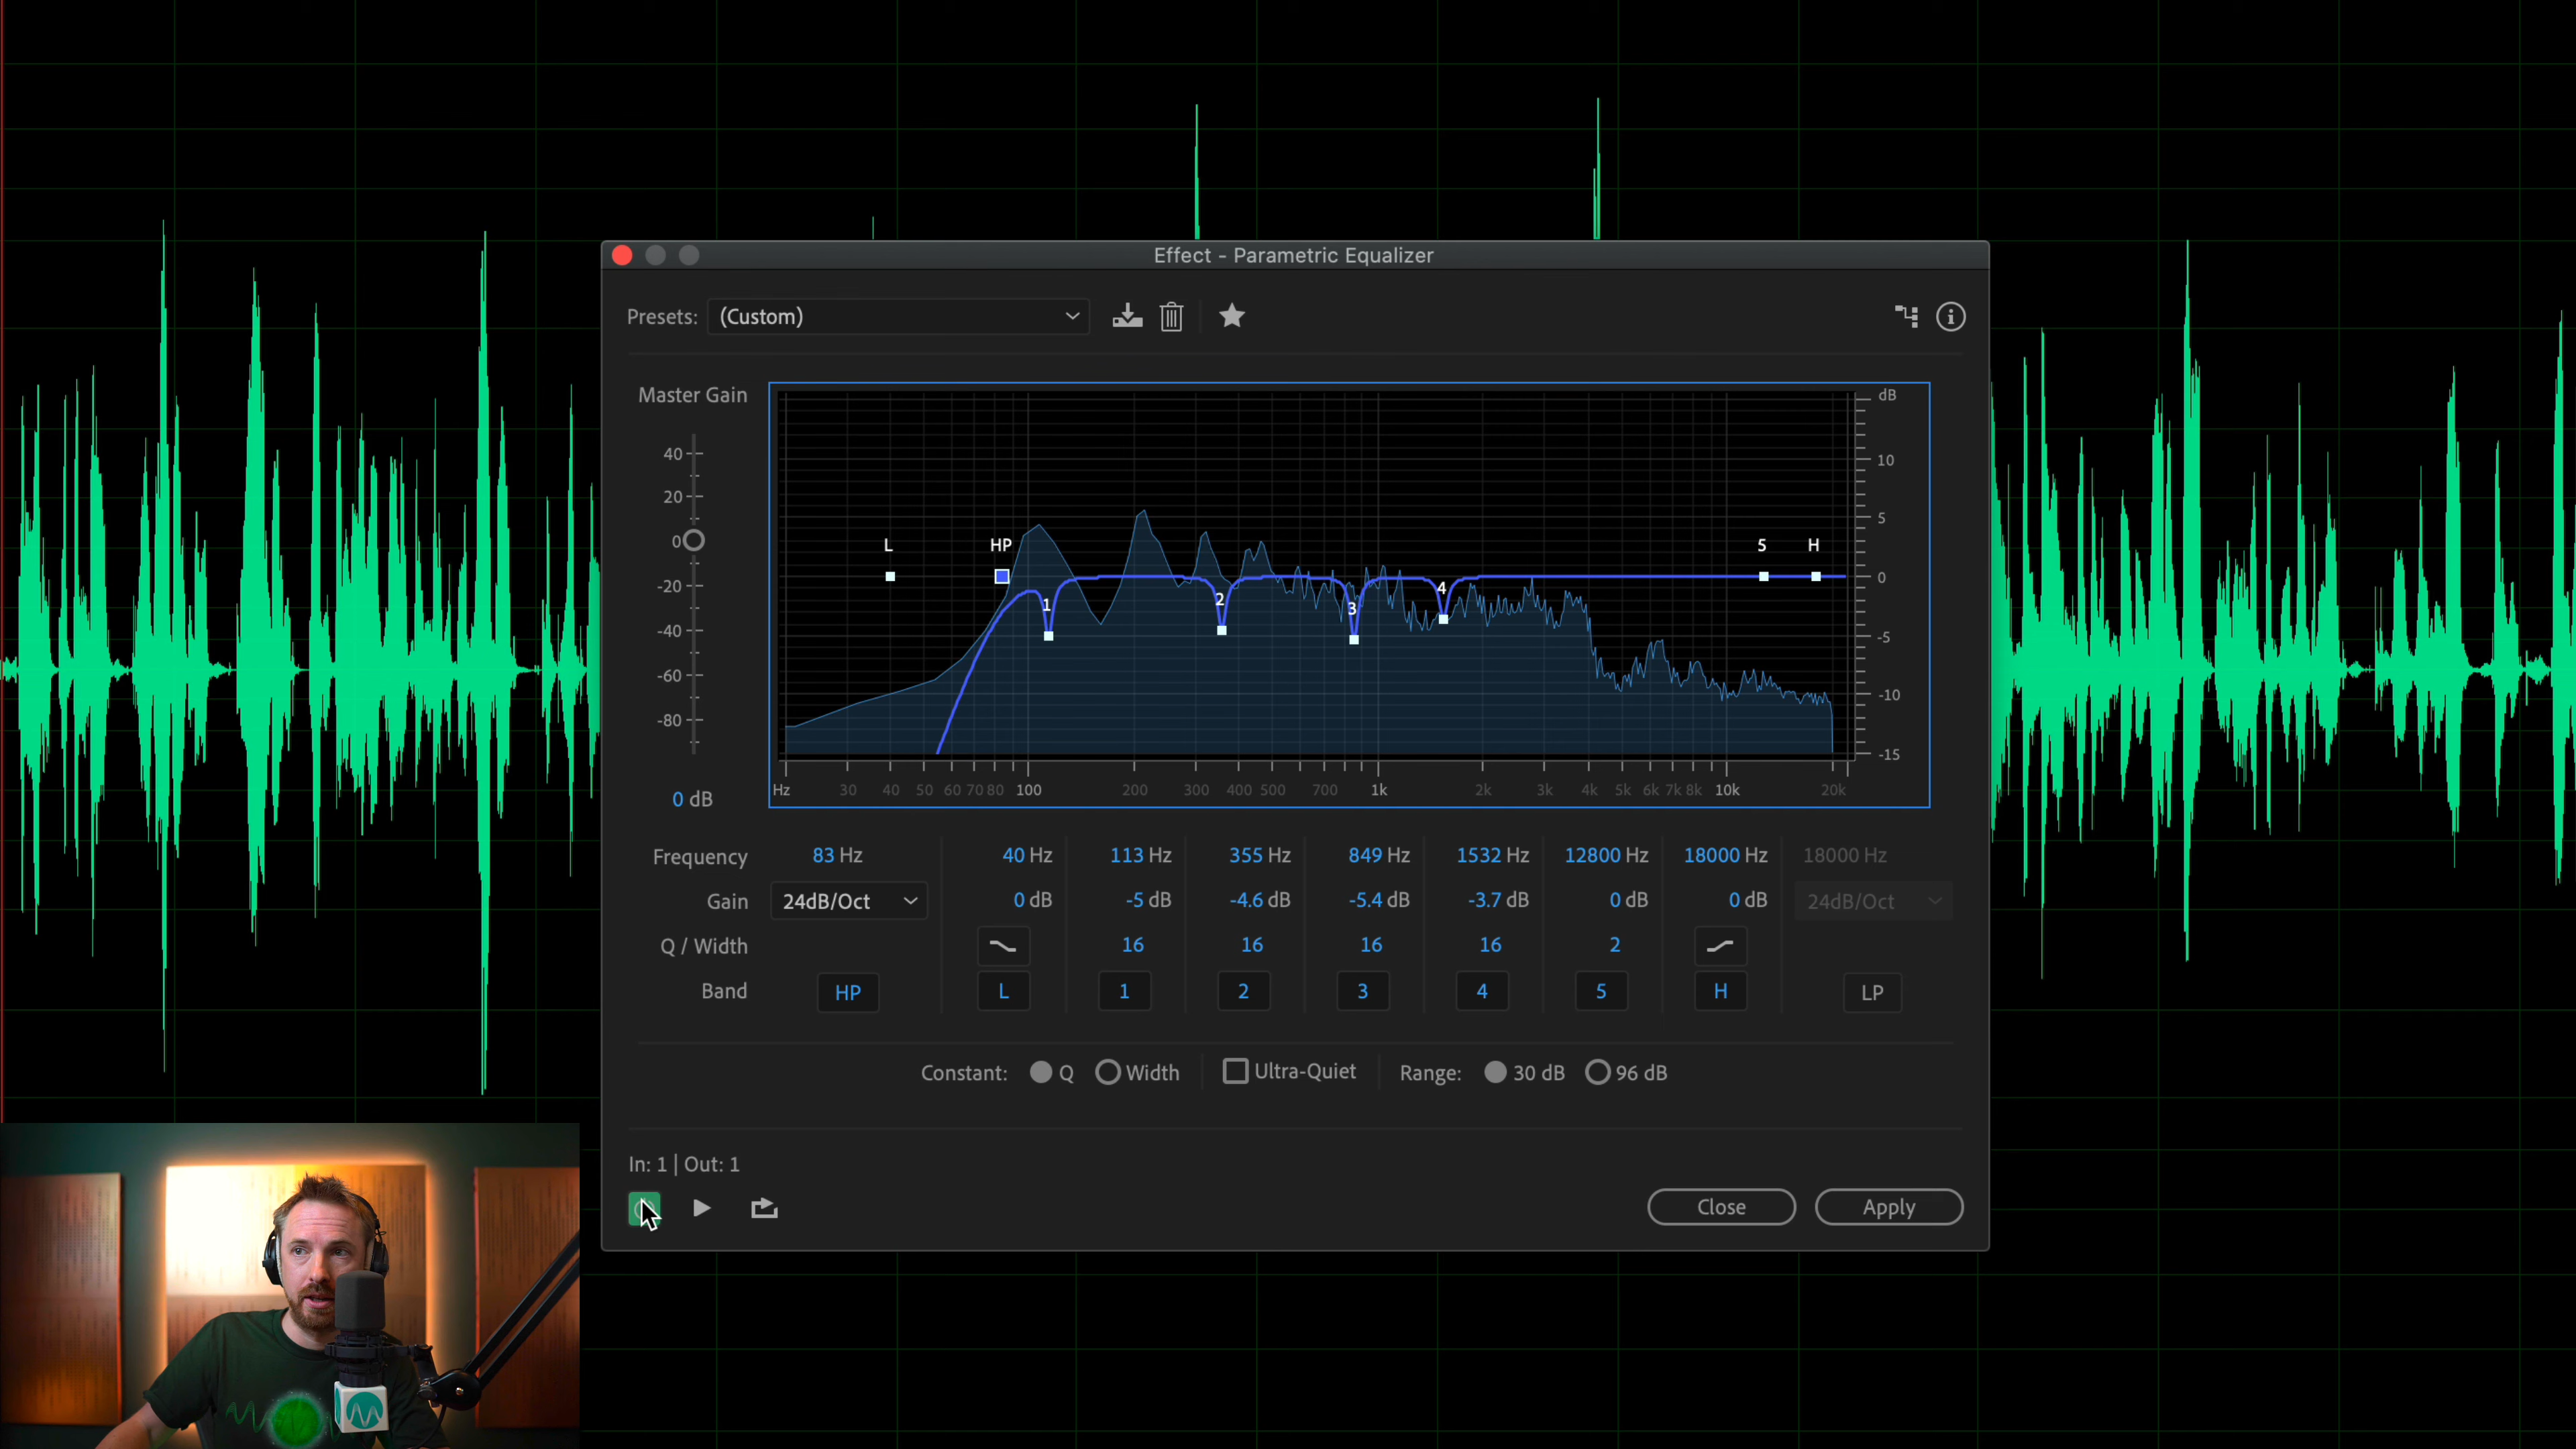 Effect - Parametric Equalizer
Presets: (Custom)
Master Gain
dB
40
20
0
-20
-40
-60
-80
0 dB
10
5
0
-5
-10
-15
L
HP
1
2
3
4
5
H
Hz 30 40 50 60 70 80 100 200 300 400 500 700 1k 2k 3k 4k 5k 6k 7k 8k 10k 20k
Frequency 83 Hz 40 Hz 113 Hz 355 Hz 849 Hz 1532 Hz 12800 Hz 18000 Hz 18000 Hz
Gain 24dB/Oct 0 dB -5 dB -4.6 dB -5.4 dB -3.7 dB 0 dB 0 dB 24dB/Oct
Q / Width 16 16 16 16 2
Band HP L 1 2 3 4 5 H LP
Constant: Q Width Ultra-Quiet Range: 30 dB 96 dB
In: 1 | Out: 1
Close Apply